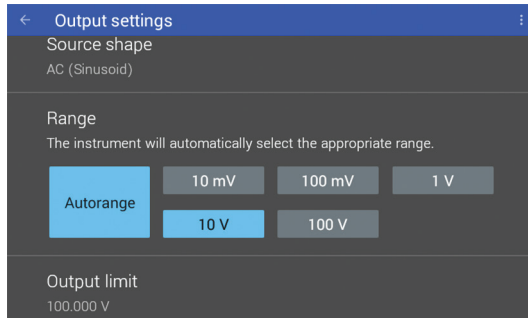 Output settings
Source shape
AC (Sinusoid)
Range
The instrument will automatically select the appropriate range.
Autorange
10 mV
100 mV
1 V
10 V
100 V
Output limit
100.000 V